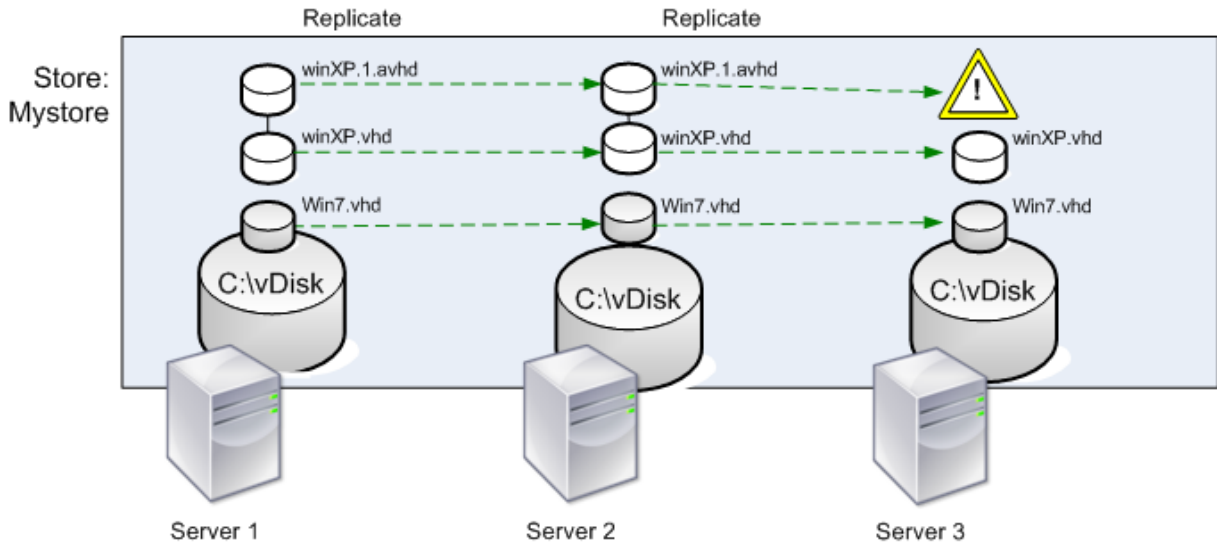 Replicate
Replicate
Store:
Mystore
winXP.1.avhd
winXP.1.avhd
!
winXP.vhd
winXP.vhd
winXP.vhd
Win7.vhd
Win7.vhd
Win7.vhd
C:\vDisk
C:\vDisk
C:\vDisk
Server 1
Server 2
Server 3